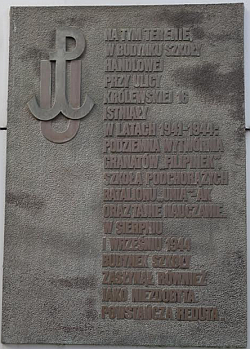 NA TYM TERENIE
W BUDYNKU SZKOŁY
HANDLOWEJ
PRZY ULICY
KRÓLEWSKIEJ 16
ISTNIAŁY
W LATACH 1941-1944:
PODZIEMNA WYTWÓRNIA
GRANATÓW "FILIPINEK",
SZKOŁA PODCHORĄŻYCH
BATALIONU "UNIA"-AK
ORAZ TAJNE NAUCZANIE.
W SIERPNIU
I WRZEŚNIU 1944
BUDYNEK SZKOŁY
ZASŁYNĄŁ RÓWNIEŻ
JAKO NIEZDOBYTA
POWSTAŃCZA REDUTA.